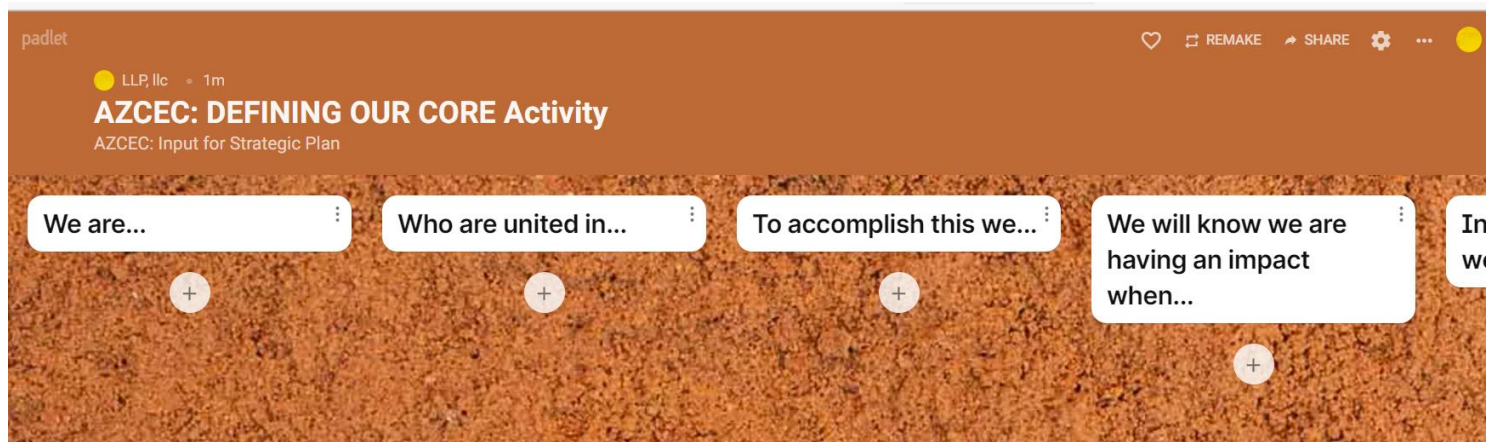 padlet
REMAKE SHARE
LLP, llc • 1m
AZCEC: DEFINING OUR CORE Activity
AZCEC: Input for Strategic Plan
We are...
Who are united in...
To accomplish this we...
We will know we are
having an impact
when...